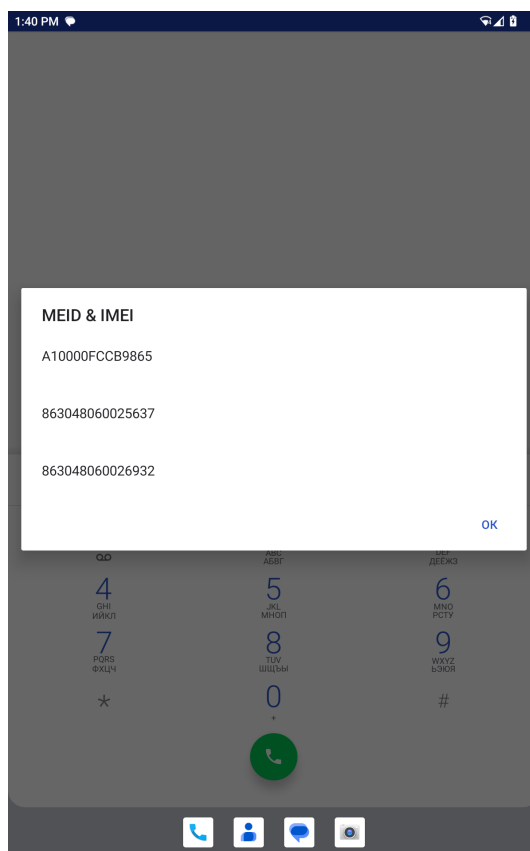 1:40 PM
MEID & IMEI
A10000FCCB9865
863048060025637
863048060026932
OK
ABC DEF
АБВГ ДЕЁЖЗ
4 5 6
GHI JKL MNO
ИЙКЛ МНОП РСТУ
7 8 9
PQRS TUV WXYZ
ФХЦЧ ШЩЪЫ ЬЭЮЯ
* 0 #
+